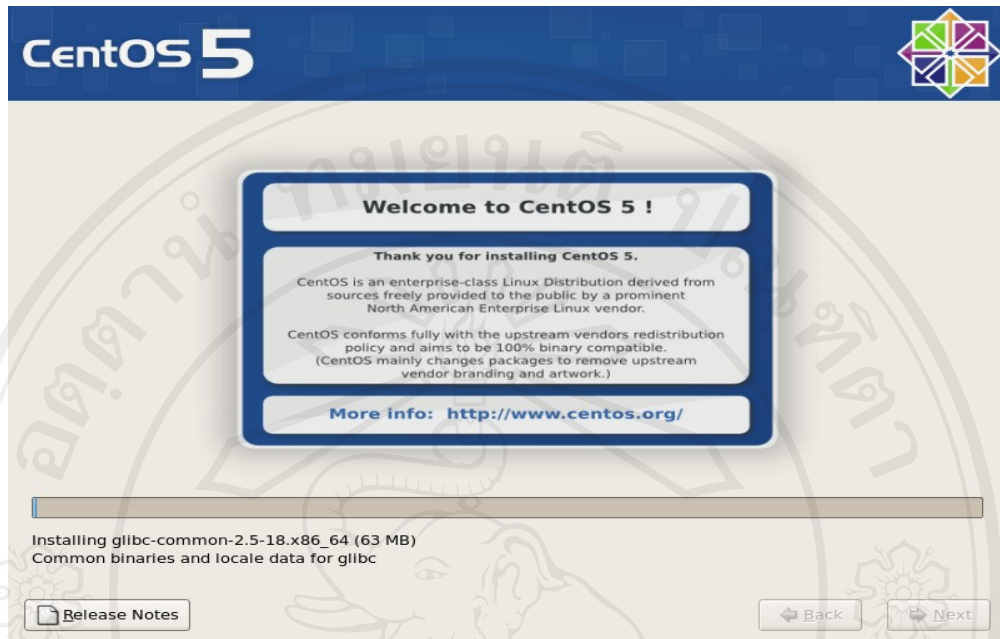 CentOS 5
Welcome to CentOS 5 !
Thank you for installing CentOS 5.
CentOS is an enterprise-class Linux Distribution derived from
sources freely provided to the public by a prominent
North American Enterprise Linux vendor.
CentOS conforms fully with the upstream vendors redistribution
policy and aims to be 100% binary compatible.
(CentOS mainly changes packages to remove upstream
vendor branding and artwork.)
More info: http://www.centos.org/
Installing glibc-common-2.5-18.x86_64 (63 MB)
Common binaries and locale data for glibc
Release Notes
Back
Next